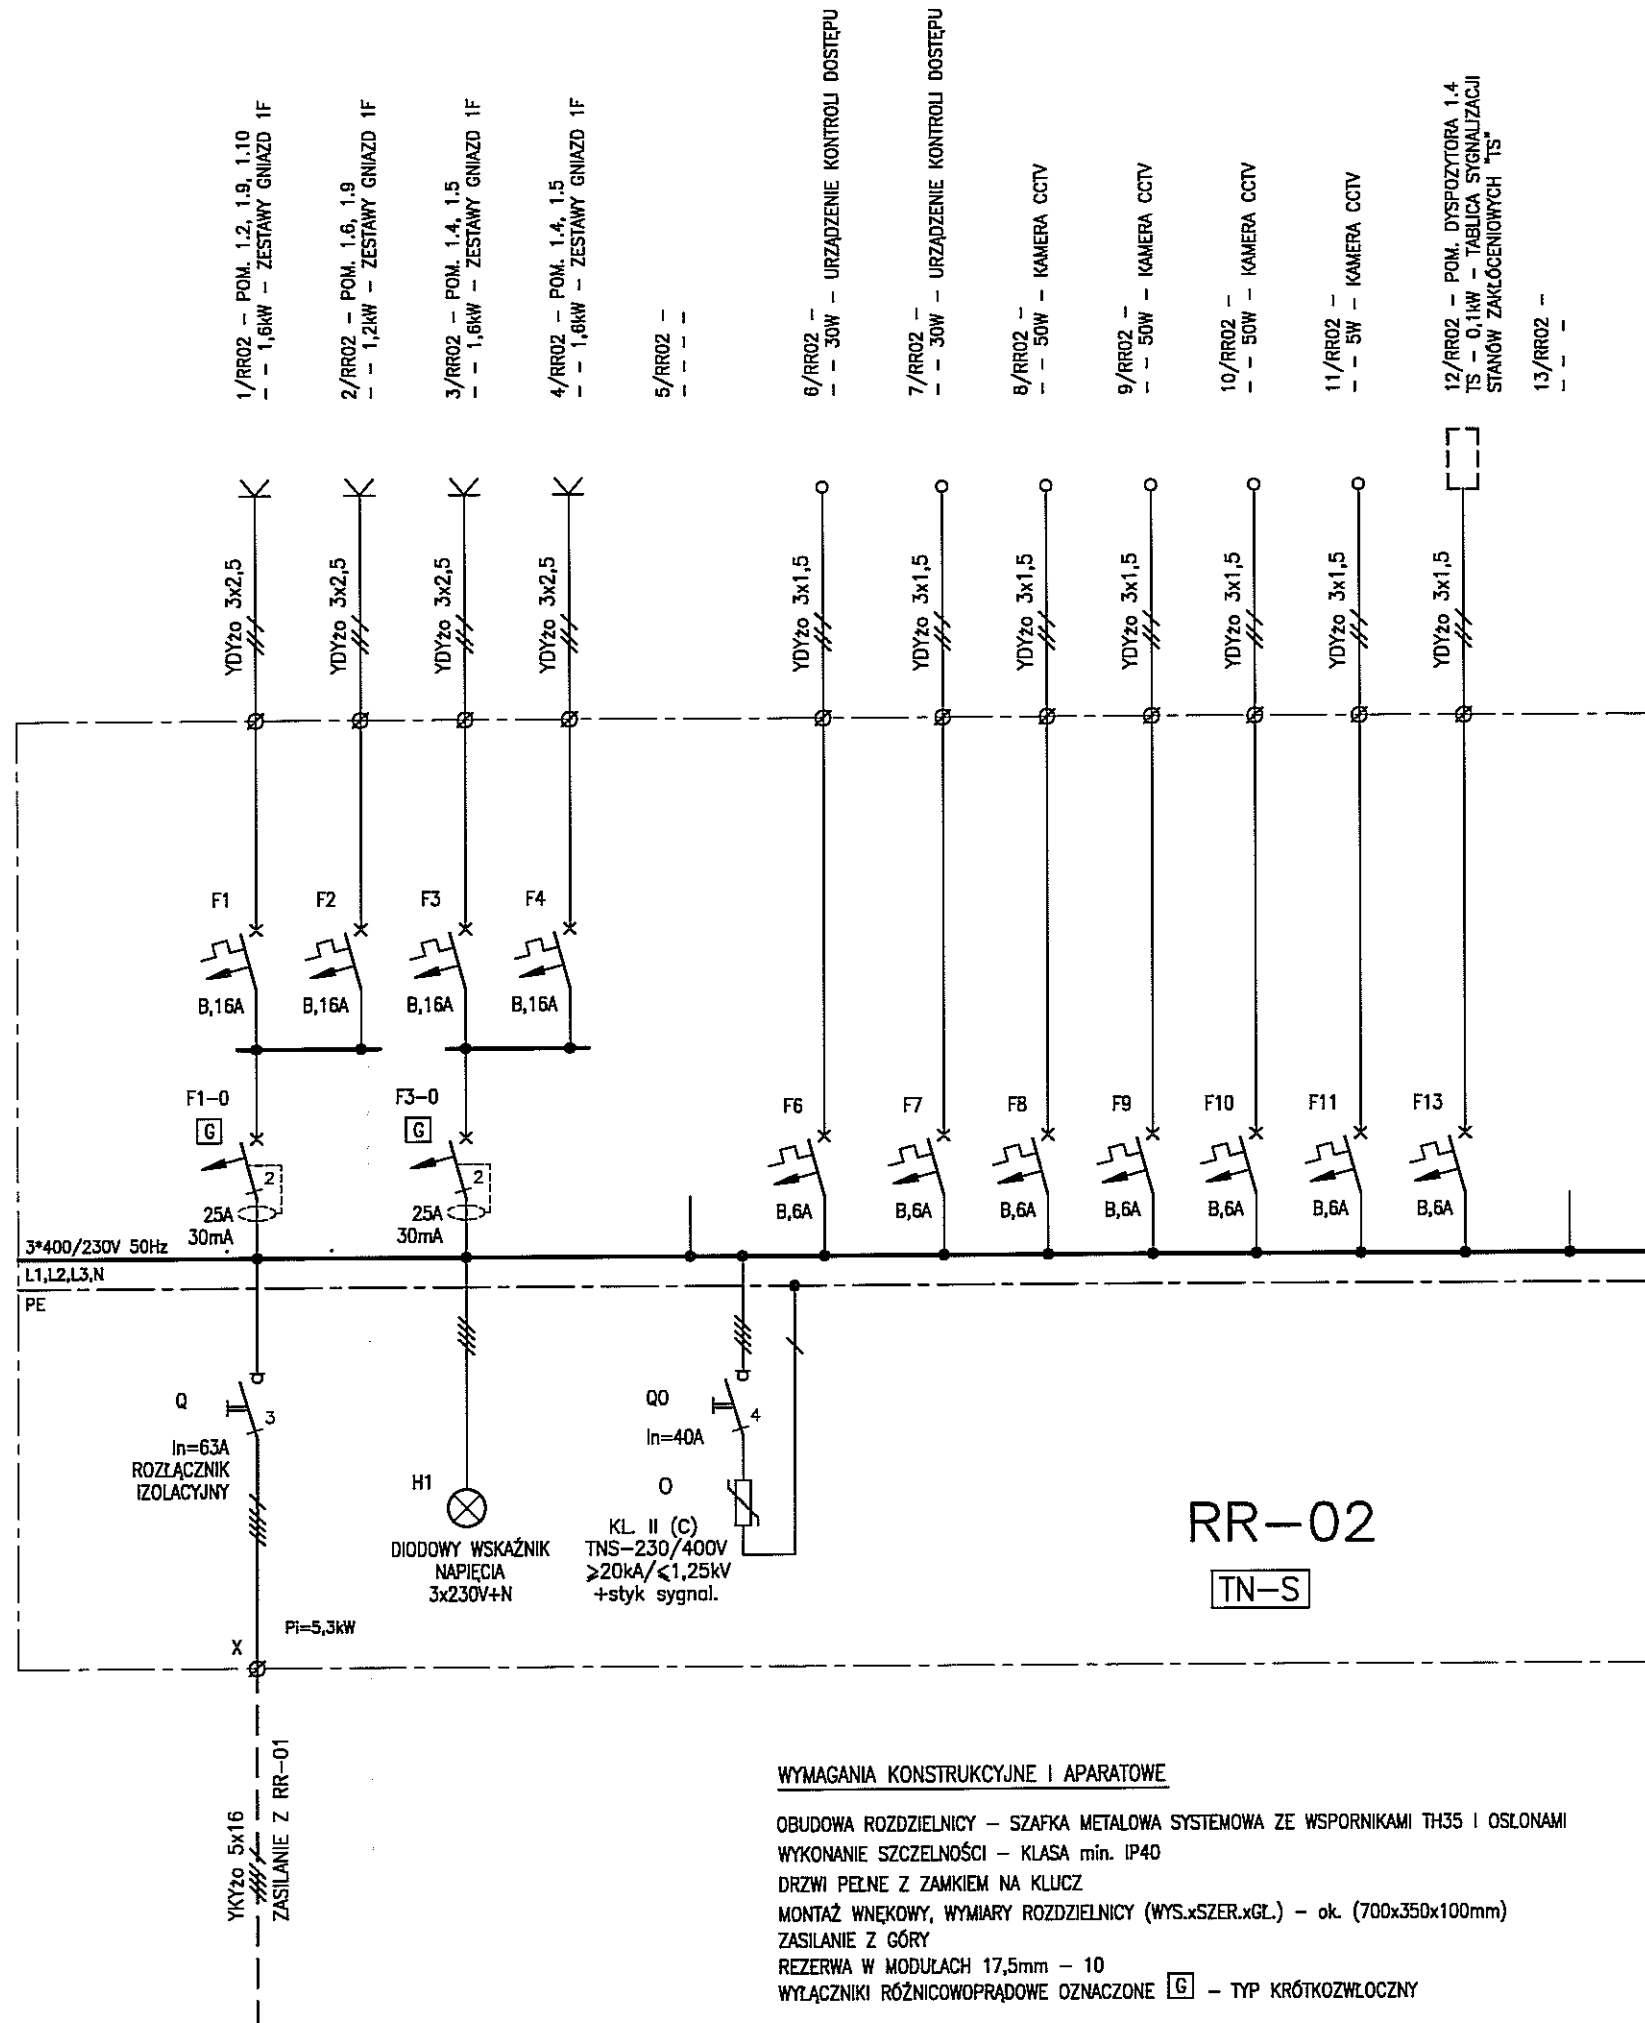 1/RR02 – POM. 1.2, 1.9, 1.10
– – 1,6kW – ZESTAWY GNIAZD 1F
2/RR02 – POM. 1.6, 1.9
– – 1,2kW – ZESTAWY GNIAZD 1F
3/RR02 – POM. 1.4, 1.5
– – 1,6kW – ZESTAWY GNIAZD 1F
4/RR02 – POM. 1.4, 1.5
– – 1,6kW – ZESTAWY GNIAZD 1F
5/RR02 –
– – – –
6/RR02 –
– – 30W – URZĄDZENIE KONTROLI DOSTĘPU
7/RR02 –
– – 30W – URZĄDZENIE KONTROLI DOSTĘPU
8/RR02 –
– – 50W – KAMERA CCTV
9/RR02 –
– – 50W – KAMERA CCTV
10/RR02 –
– – 50W – KAMERA CCTV
11/RR02 –
– – 5W – KAMERA CCTV
12/RR02 – POM. DYSPOZYTORA 1.4
TS – 0,1kW – TABLICA SYGNALIZACJI
STANÓW ZAKŁÓCENIOWYCH "TS"
13/RR02 –
– – – –
YDYżo 3x2,5
YDYżo 3x2,5
YDYżo 3x2,5
YDYżo 3x2,5
YDYżo 3x1,5
YDYżo 3x1,5
YDYżo 3x1,5
YDYżo 3x1,5
YDYżo 3x1,5
YDYżo 3x1,5
YDYżo 3x1,5
F1
F2
F3
F4
B,16A
B,16A
B,16A
B,16A
F1–0
G
2
25A
30mA
F3–0
G
2
25A
30mA
F6
F7
F8
F9
F10
F11
F13
B,6A
B,6A
B,6A
B,6A
B,6A
B,6A
B,6A
3*400/230V 50Hz
L1,L2,L3,N
PE
Q
3
In=63A
ROZŁĄCZNIK
IZOLACYJNY
H1
DIODOWY WSKAŹNIK
NAPIĘCIA
3x230V+N
Q0
4
In=40A
O
KL. II (C)
TNS–230/400V
≥20kA/≤1,25kV
+styk sygnal.
RR–02
TN–S
Pi=5,3kW
X
YKYżo 5x16
ZASILANIE Z RR–01
WYMAGANIA KONSTRUKCYJNE I APARATOWE
OBUDOWA ROZDZIELNICY – SZAFKA METALOWA SYSTEMOWA ZE WSPORNIKAMI TH35 I OSŁONAMI
WYKONANIE SZCZELNOŚCI – KLASA min. IP40
DRZWI PEŁNE Z ZAMKIEM NA KLUCZ
MONTAŻ WNĘKOWY, WYMIARY ROZDZIELNICY (WYS.xSZER.xGŁ.) – ok. (700x350x100mm)
ZASILANIE Z GÓRY
REZERWA W MODUŁACH 17,5mm – 10
WYŁĄCZNIKI RÓŻNICOWOPRĄDOWE OZNACZONE G – TYP KRÓTKOZWŁOCZNY